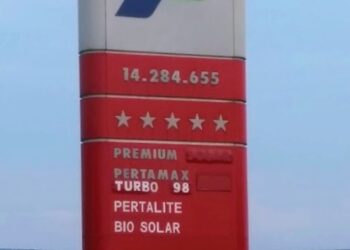 14.284.655
PREMIUM
PERTAMAX
TURBO 98
PERTALITE
BIO SOLAR